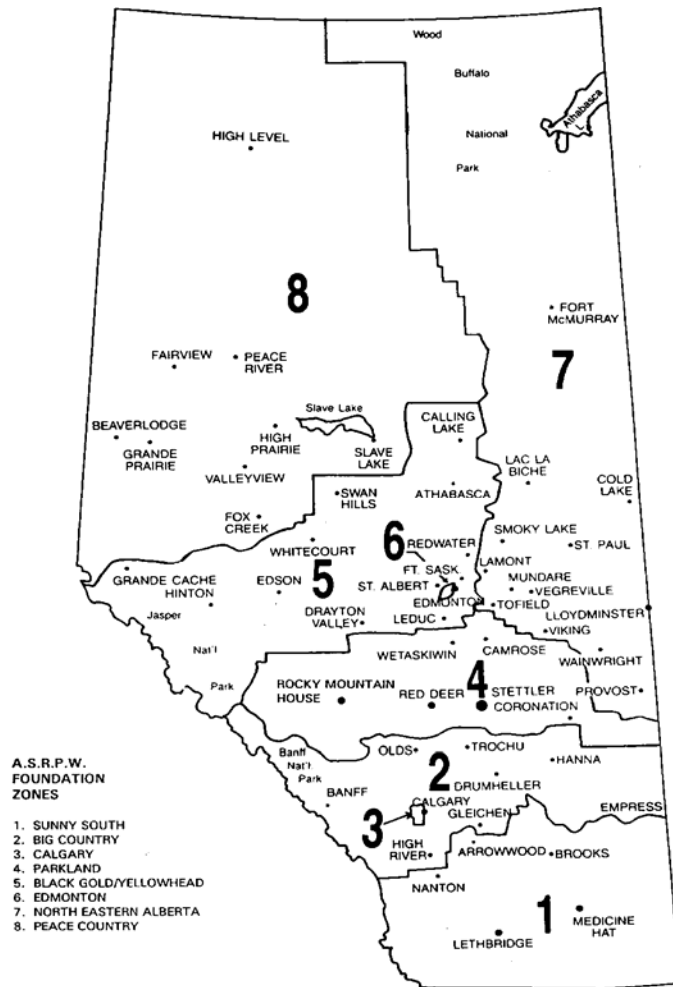 Wood
Buffalo
National
Park
Athabasca
L.
HIGH LEVEL
8
FORT
McMURRAY
7
FAIRVIEW
PEACE
RIVER
Slave Lake
CALLING
LAKE
BEAVERLODGE
GRANDE
PRAIRIE
HIGH
PRAIRIE
SLAVE
LAKE
VALLEYVIEW
LAC LA
BICHE
COLD
LAKE
SWAN
HILLS
ATHABASCA
FOX
CREEK
6
REDWATER
SMOKY LAKE
ST. PAUL
WHITECOURT
5
FT. SASK.
LAMONT
GRANDE CACHE
HINTON
EDSON
ST. ALBERT
MUNDARE
VEGREVILLE
EDMONTON
TOFIELD
Jasper
Nat'l
Park
DRAYTON
VALLEY
LEDUC
LLOYDMINSTER
VIKING
WETASKIWIN
CAMROSE
WAINWRIGHT
ROCKY MOUNTAIN
HOUSE
RED DEER
4
STETTLER
PROVOST
CORONATION
Banff
Nat'l.
Park
OLDS
TROCHU
HANNA
2
DRUMHELLER
BANFF
CALGARY
3
GLEICHEN
EMPRESS
HIGH
RIVER
ARROWWOOD
BROOKS
NANTON
1
MEDICINE
HAT
LETHBRIDGE
A.S.R.P.W.
FOUNDATION
ZONES
1. SUNNY SOUTH
2. BIG COUNTRY
3. CALGARY
4. PARKLAND
5. BLACK GOLD/YELLOWHEAD
6. EDMONTON
7. NORTH EASTERN ALBERTA
8. PEACE COUNTRY